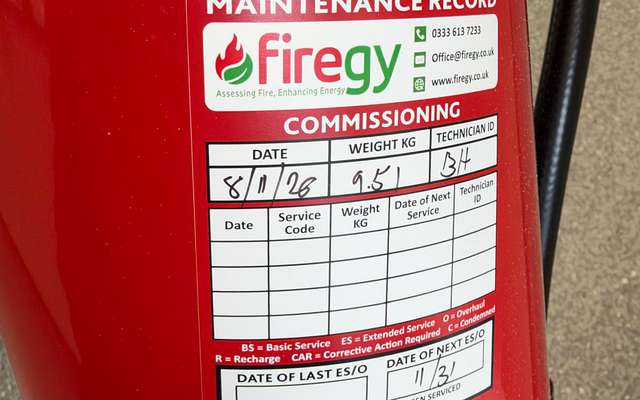 MAINTENANCE RECORD
firegy
Assessing Fire, Enhancing Energy
0333 613 7233
Office@firegy.co.uk
www.firegy.co.uk
COMMISSIONING
DATE WEIGHT KG TECHNICIAN ID
8/11/26 9.51 BH
Date Service Code Weight KG Date of Next Service Technician ID
BS = Basic Service ES = Extended Service O = Overhaul
R = Recharge CAR = Corrective Action Required C = Condemned
DATE OF LAST ES/O DATE OF NEXT ES/O
11/31
SERVICED